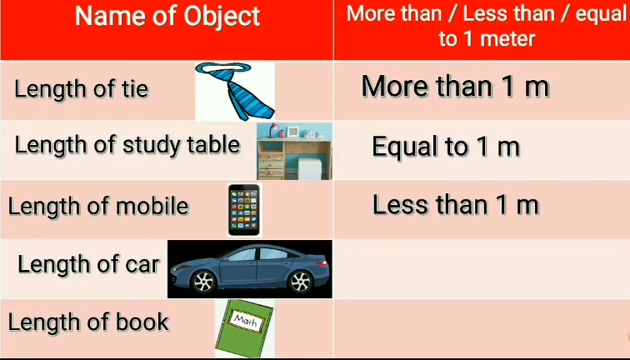 Name of Object
More than / Less than / equal
to 1 meter
Length of tie
More than 1 m
Length of study table
Equal to 1 m
Length of mobile
Less than 1 m
Length of car
Length of book
Math